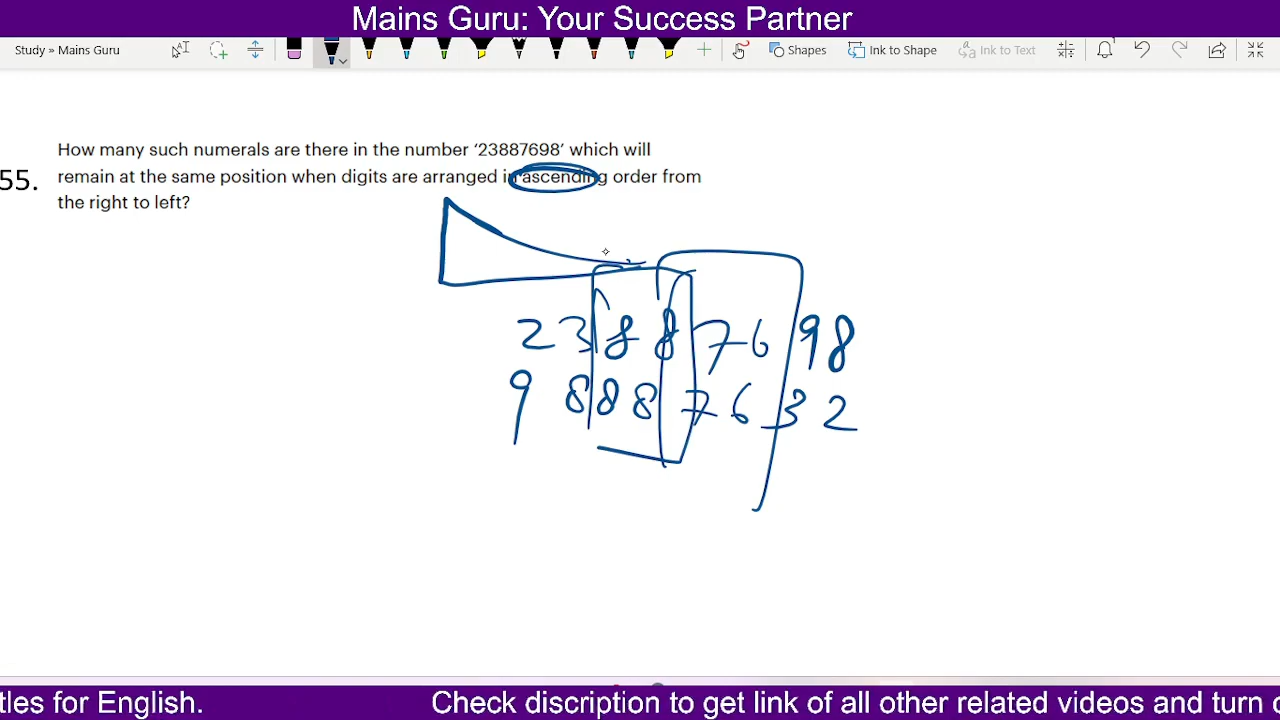 Mains Guru: Your Success Partner
Study » Mains Guru
Shapes
Ink to Shape
Ink to Text
How many such numerals are there in the number ‘23887698’ which will
55. remain at the same position when digits are arranged in ascending order from
the right to left?
2 3 8 8 7 6 9 8
9 8 8 8 7 6 3 2
tles for English.
Check discription to get link of all other related videos and turn